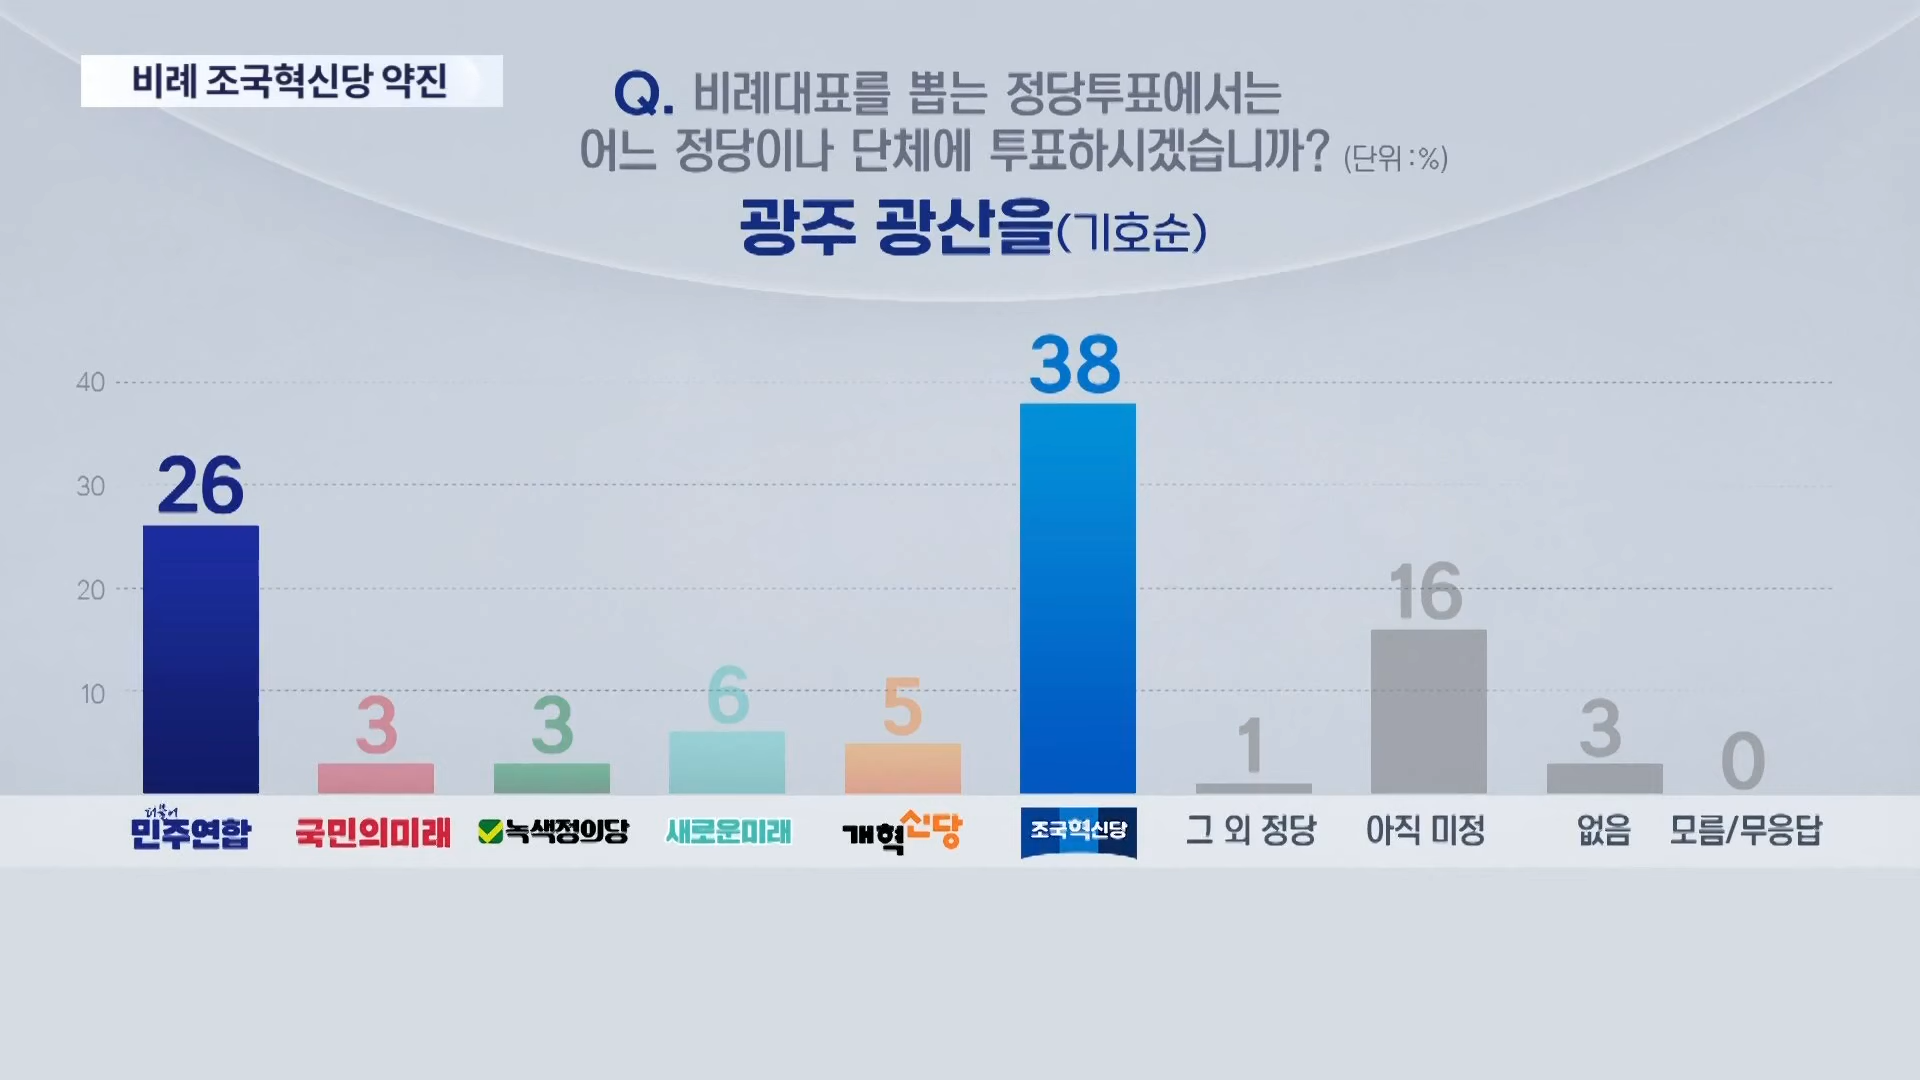 비례 조국혁신당 약진
Q. 비례대표를 뽑는 정당투표에서는
어느 정당이나 단체에 투표하시겠습니까? (단위:%)
광주 광산을(기호순)
40
30
20
10
26
3
3
6
5
38
1
16
3
0
더불어
민주연합
국민의미래
녹색정의당
새로운미래
개혁신당
조국혁신당
그 외 정당
아직 미정
없음
모름/무응답